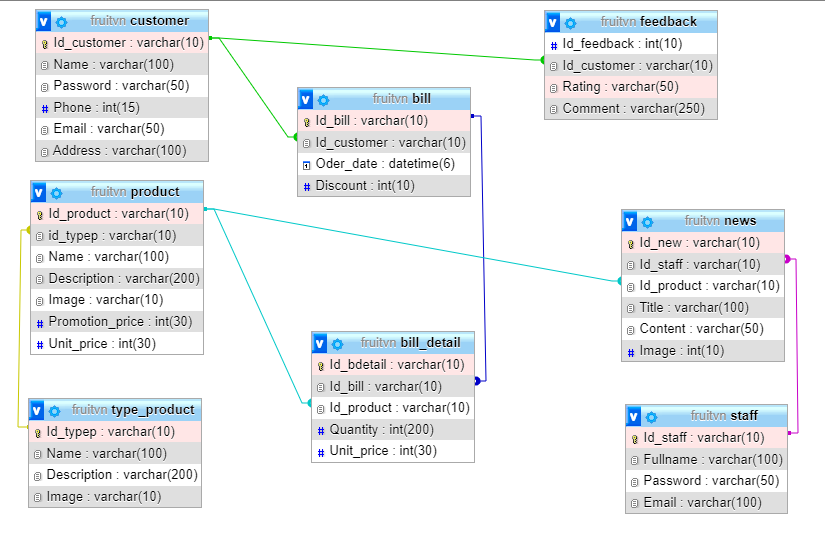 fruitvn customer
Id_customer : varchar(10)
Name : varchar(100)
Password : varchar(50)
Phone : int(15)
Email : varchar(50)
Address : varchar(100)
fruitvn feedback
Id_feedback : int(10)
Id_customer : varchar(10)
Rating : varchar(50)
Comment : varchar(250)
fruitvn bill
Id_bill : varchar(10)
Id_customer : varchar(10)
Oder_date : datetime(6)
Discount : int(10)
fruitvn product
Id_product : varchar(10)
id_typep : varchar(10)
Name : varchar(100)
Description : varchar(200)
Image : varchar(10)
Promotion_price : int(30)
Unit_price : int(30)
fruitvn news
Id_new : varchar(10)
Id_staff : varchar(10)
Id_product : varchar(10)
Title : varchar(100)
Content : varchar(50)
Image : int(10)
fruitvn bill_detail
Id_bdetail : varchar(10)
Id_bill : varchar(10)
Id_product : varchar(10)
Quantity : int(200)
Unit_price : int(30)
fruitvn type_product
Id_typep : varchar(10)
Name : varchar(100)
Description : varchar(200)
Image : varchar(10)
fruitvn staff
Id_staff : varchar(10)
Fullname : varchar(100)
Password : varchar(50)
Email : varchar(100)